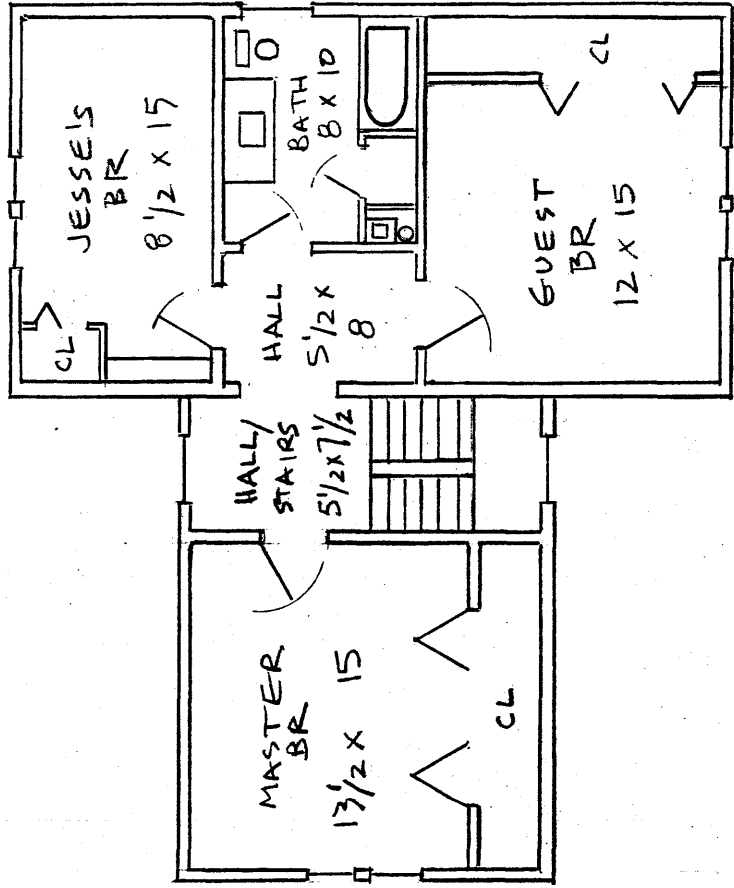 JESSE'S
BR
8 1/2 X 15
CL
BATH
8 X 10
CL
GUEST
BR
12 X 15
HALL
5 1/2 X
8
HALL/
STAIRS
5 1/2 X 7 1/2
MASTER
BR
13 1/2 X 15
CL